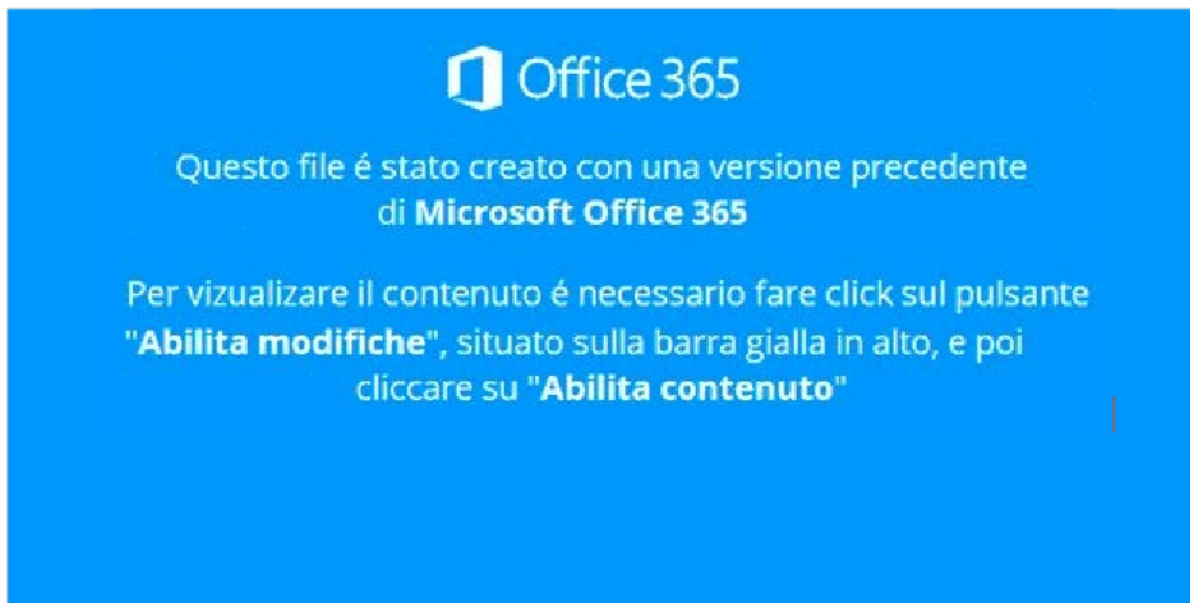 Office 365
Questo file é stato creato con una versione precedente
di Microsoft Office 365
Per vizualizare il contenuto é necessario fare click sul pulsante
"Abilita modifiche", situato sulla barra gialla in alto, e poi
cliccare su "Abilita contenuto"